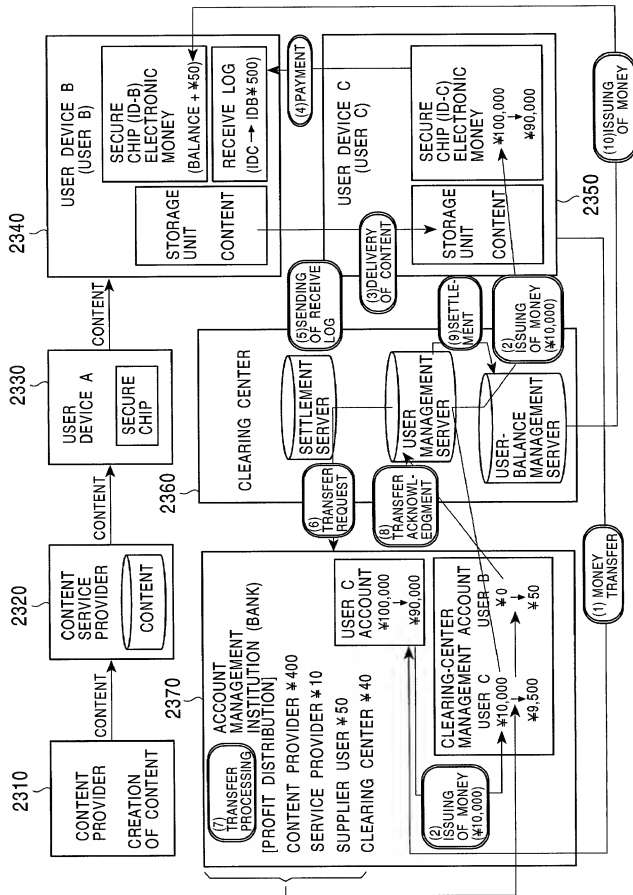 2310
CONTENT
PROVIDER
CREATION
OF CONTENT
CONTENT
2320
CONTENT
SERVICE
PROVIDER
CONTENT
CONTENT
2330
USER DEVICE A
SECURE
CHIP
CONTENT
2340
USER DEVICE B
(USER B)
STORAGE
UNIT
CONTENT
SECURE
CHIP (ID-B)
ELECTRONIC
MONEY
(BALANCE + ¥50)
RECEIVE LOG
(IDC → IDB¥500)
(3)DELIVERY
OF CONTENT
(4)PAYMENT
USER DEVICE C
(USER C)
STORAGE
UNIT
CONTENT
SECURE
CHIP (ID-C)
ELECTRONIC
MONEY
¥100,000
¥90,000
2350
2360
CLEARING CENTER
(5)SENDING
OF RECEIVE
LOG
SETTLEMENT
SERVER
USER
MANAGEMENT
SERVER
USER-
BALANCE MANAGEMENT
SERVER
(9)SETTLE-
MENT
(2)
ISSUING
OF MONEY
(¥10,000)
(6)
TRANSFER
REQUEST
(8)
TRANSFER
ACKNOWL-
EDGMENT
2370
(7)
TRANSFER
PROCESSING
ACCOUNT
MANAGEMENT
INSTITUTION (BANK)
[PROFIT DISTRIBUTION]
CONTENT PROVIDER ¥400
SERVICE PROVIDER ¥10
SUPPLIER USER ¥50
CLEARING CENTER ¥40
USER C
ACCOUNT
¥100,000
¥90,000
(2)
ISSUING
OF MONEY
(¥10,000)
CLEARING-CENTER
MANAGEMENT ACCOUNT
USER C
USER B
¥10,000
¥0
¥9,500
¥50
(1) MONEY
TRANSFER
(10)ISSUING
OF MONEY